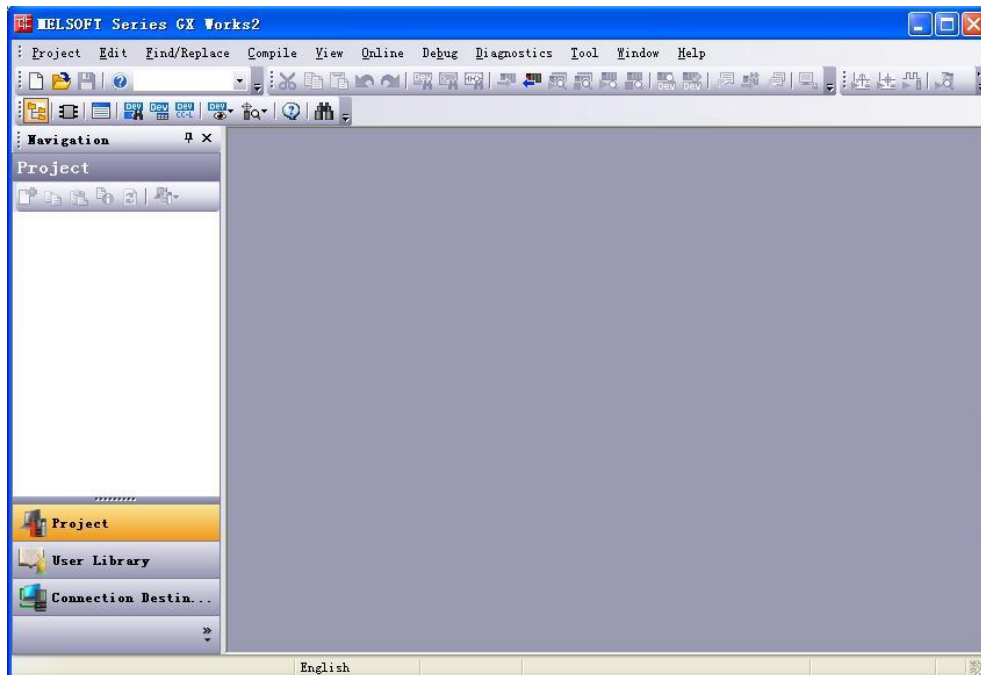 MELSOFT Series GX Works2
Project Edit Find/Replace Compile View Online Debug Diagnostics Tool Window Help
Navigation
Project
Project
User Library
Connection Destin...
English